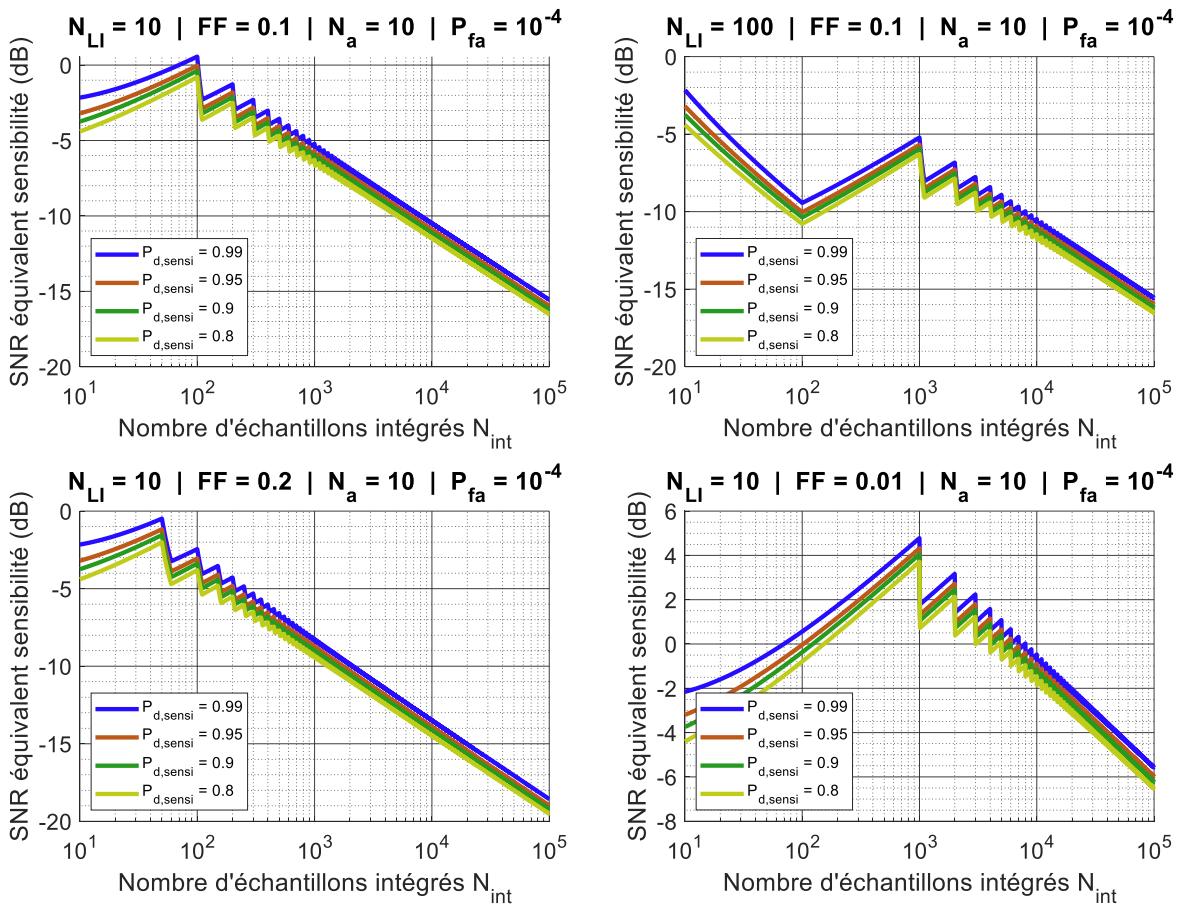 N_LI = 10 | FF = 0.1 | N_a = 10 | P_fa = 10^-4
SNR équivalent sensibilité (dB)
0
-5
-10
-15
-20
P_d,sensi = 0.99
P_d,sensi = 0.95
P_d,sensi = 0.9
P_d,sensi = 0.8
10^1
10^2
10^3
10^4
10^5
Nombre d'échantillons intégrés N_int
N_LI = 100 | FF = 0.1 | N_a = 10 | P_fa = 10^-4
SNR équivalent sensibilité (dB)
0
-5
-10
-15
-20
P_d,sensi = 0.99
P_d,sensi = 0.95
P_d,sensi = 0.9
P_d,sensi = 0.8
10^1
10^2
10^3
10^4
10^5
Nombre d'échantillons intégrés N_int
N_LI = 10 | FF = 0.2 | N_a = 10 | P_fa = 10^-4
SNR équivalent sensibilité (dB)
0
-5
-10
-15
-20
P_d,sensi = 0.99
P_d,sensi = 0.95
P_d,sensi = 0.9
P_d,sensi = 0.8
10^1
10^2
10^3
10^4
10^5
Nombre d'échantillons intégrés N_int
N_LI = 10 | FF = 0.01 | N_a = 10 | P_fa = 10^-4
SNR équivalent sensibilité (dB)
6
4
2
0
-2
-4
-6
-8
P_d,sensi = 0.99
P_d,sensi = 0.95
P_d,sensi = 0.9
P_d,sensi = 0.8
10^1
10^2
10^3
10^4
10^5
Nombre d'échantillons intégrés N_int